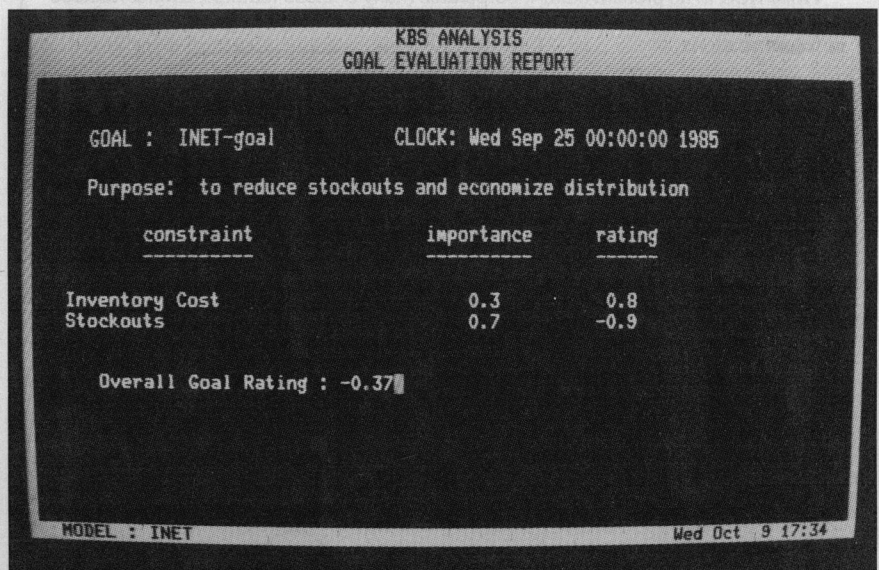 KBS ANALYSIS
GOAL EVALUATION REPORT
GOAL : INET-goal CLOCK: Wed Sep 25 00:00:00 1985
Purpose: to reduce stockouts and economize distribution
constraint importance rating
---------- ---------- ------
Inventory Cost 0.3 0.8
Stockouts 0.7 -0.9
Overall Goal Rating : -0.37
MODEL : INET Wed Oct 9 17:34